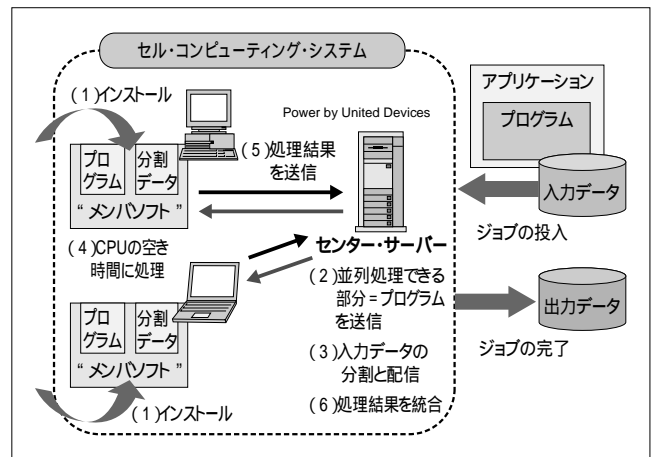 セル・コンピューティング・システム
(1)インストール
Power by United Devices
プロ
グラム
分割
データ
“メンバソフト”
(5)処理結果
を送信
(4)CPUの空き
時間に処理
センター・サーバー
プロ
グラム
分割
データ
“メンバソフト”
(1)インストール
(2)並列処理できる
部分=プログラム
を送信
(3)入力データの
分割と配信
(6)処理結果を統合
アプリケーション
プログラム
入力データ
ジョブの投入
出力データ
ジョブの完了